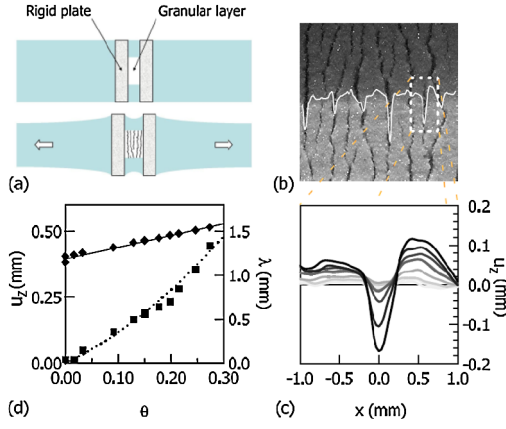 Rigid plate Granular layer
(a)
(b)
0.50
0.25
0.00
u_z(mm)
1.5
1.0
0.5
0.0
λ (mm)
0.00 0.10 0.20 0.30
θ
(d)
0.2
0.1
0.0
-0.1
-0.2
u_z (mm)
-1.0 -0.5 0.0 0.5 1.0
x (mm)
(c)